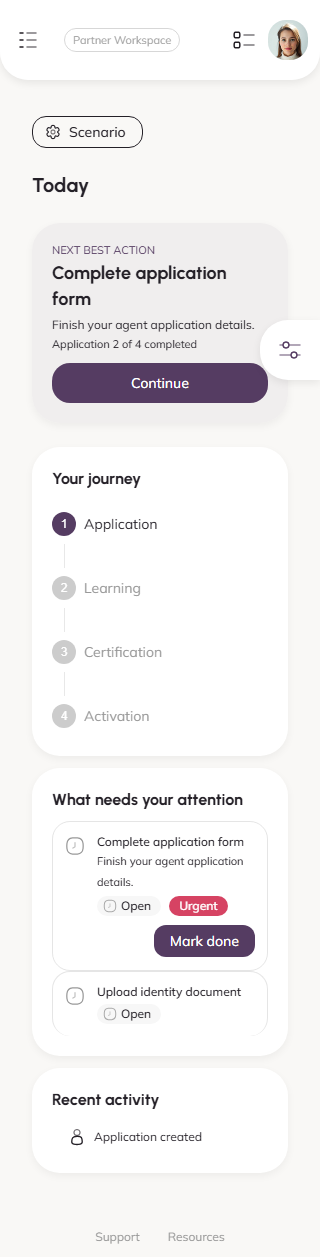 Partner Workspace
Scenario
Today
NEXT BEST ACTION
Complete application
form
Finish your agent application details.
Application 2 of 4 completed
Continue
Your journey
1 Application
2 Learning
3 Certification
4 Activation
What needs your attention
Complete application form
Finish your agent application
details.
Open Urgent
Mark done
Upload identity document
Open
Recent activity
Application created
Support Resources